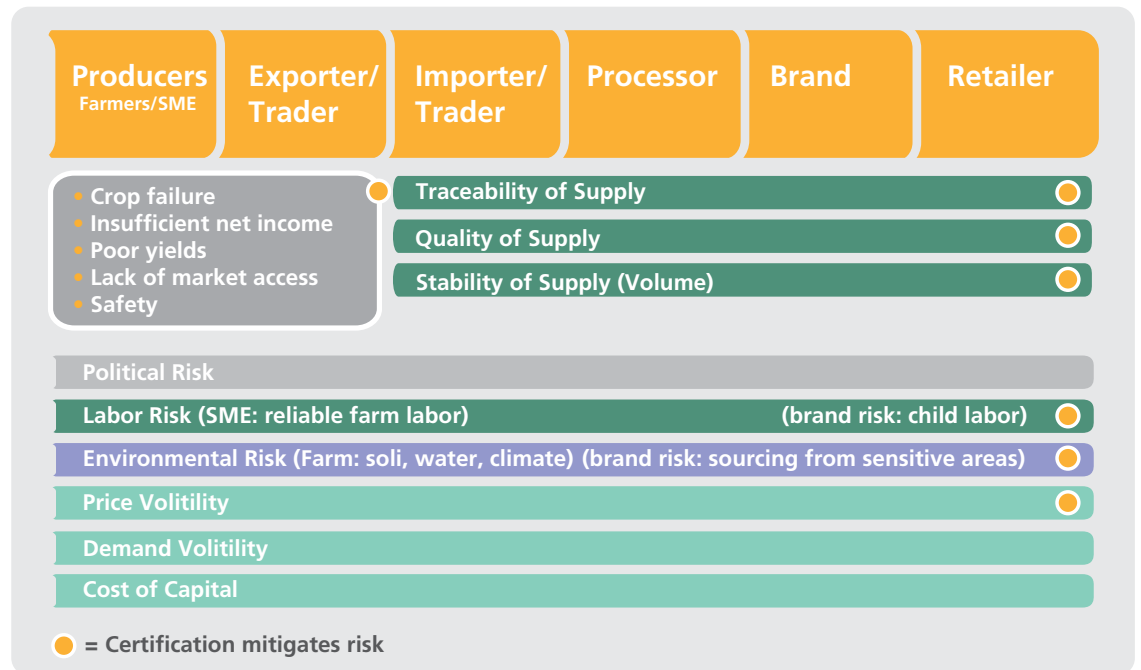 Producers
Farmers/SME
Exporter/
Trader
Importer/
Trader
Processor
Brand
Retailer
• Crop failure
• Insufficient net income
• Poor yields
• Lack of market access
• Safety
Traceability of Supply
Quality of Supply
Stability of Supply (Volume)
Political Risk
Labor Risk (SME: reliable farm labor) (brand risk: child labor)
Environmental Risk (Farm: soli, water, climate) (brand risk: sourcing from sensitive areas)
Price Volitility
Demand Volitility
Cost of Capital
= Certification mitigates risk